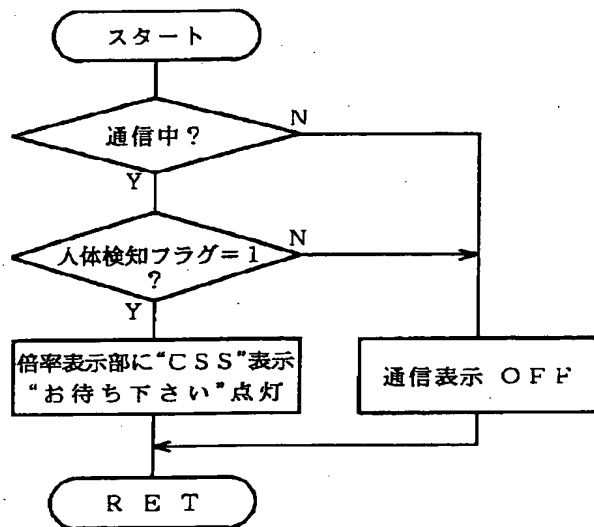 スタート
通信中?
N
Y
人体検知フラグ=1
?
N
Y
倍率表示部に“CSS”表示
“お待ち下さい”点灯
通信表示 OFF
RET